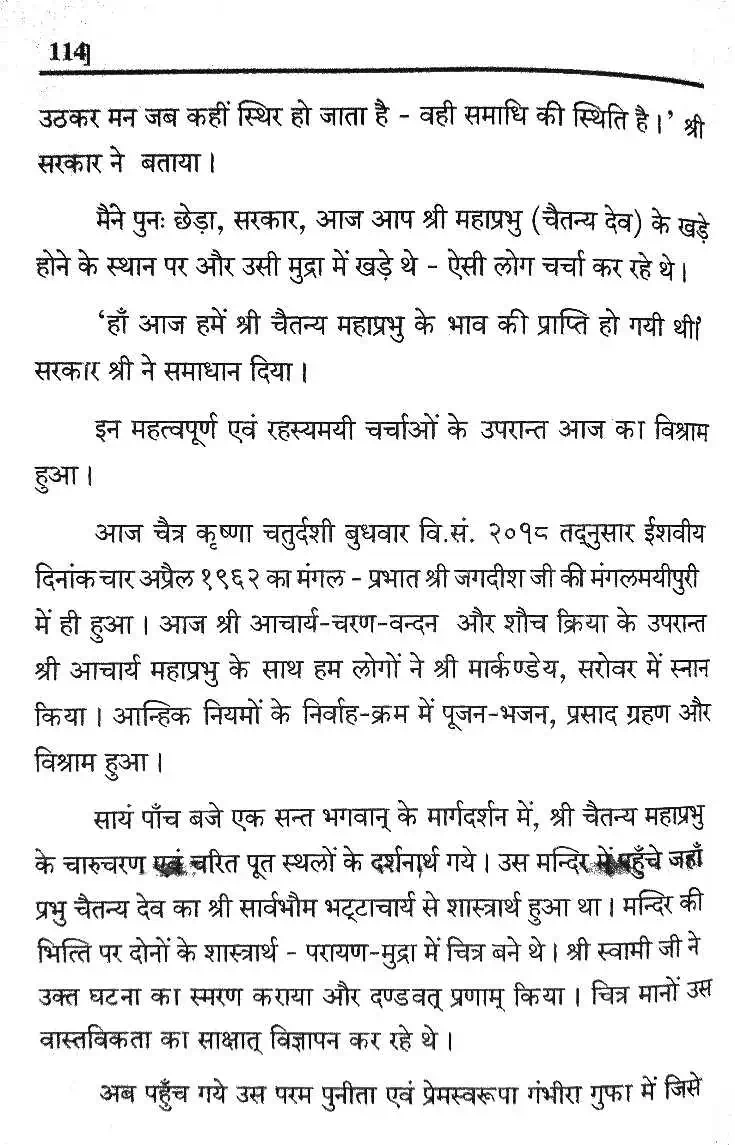 114]
उठकर मन जब कहीं स्थिर हो जाता है - वही समाधि की स्थिति है।’ श्री
सरकार ने बताया।
मैंने पुनः छेड़ा, सरकार, आज आप श्री महाप्रभु (चैतन्य देव) के खड़े
होने के स्थान पर और उसी मुद्रा में खड़े थे - ऐसी लोग चर्चा कर रहे थे।
‘हाँ आज हमें श्री चैतन्य महाप्रभु के भाव की प्राप्ति हो गयी थी।’
सरकार श्री ने समाधान दिया।
इन महत्वपूर्ण एवं रहस्यमयी चर्चाओं के उपरान्त आज का विश्राम
हुआ।
आज चैत्र कृष्णा चतुर्दशी बुधवार वि.सं. २०१८ तद्नुसार ईशवीय
दिनांक चार अप्रैल १९६२ का मंगल - प्रभात श्री जगदीश जी की मंगलमयीपुरी
में ही हुआ। आज श्री आचार्य-चरण-वन्दन और शौच क्रिया के उपरान्त
श्री आचार्य महाप्रभु के साथ हम लोगों ने श्री मार्कण्डेय, सरोवर में स्नान
किया। आन्हिक नियमों के निर्वाह-क्रम में पूजन-भजन, प्रसाद ग्रहण और
विश्राम हुआ।
सायं पाँच बजे एक सन्त भगवान् के मार्गदर्शन में, श्री चैतन्य महाप्रभु
के चारुचरण एवं चरित पूत स्थलों के दर्शनार्थ गये। उस मन्दिर में पहुँचे जहाँ
प्रभु चैतन्य देव का श्री सार्वभौम भट्टाचार्य से शास्त्रार्थ हुआ था। मन्दिर की
भित्ति पर दोनों के शास्त्रार्थ - परायण-मुद्रा में चित्र बने थे। श्री स्वामी जी ने
उक्त घटना का स्मरण कराया और दण्डवत् प्रणाम् किया। चित्र मानों उस
वास्तविकता का साक्षात् विज्ञापन कर रहे थे।
अब पहुँच गये उस परम पुनीता एवं प्रेमस्वरूपा गंभीरा गुफा में जिसे